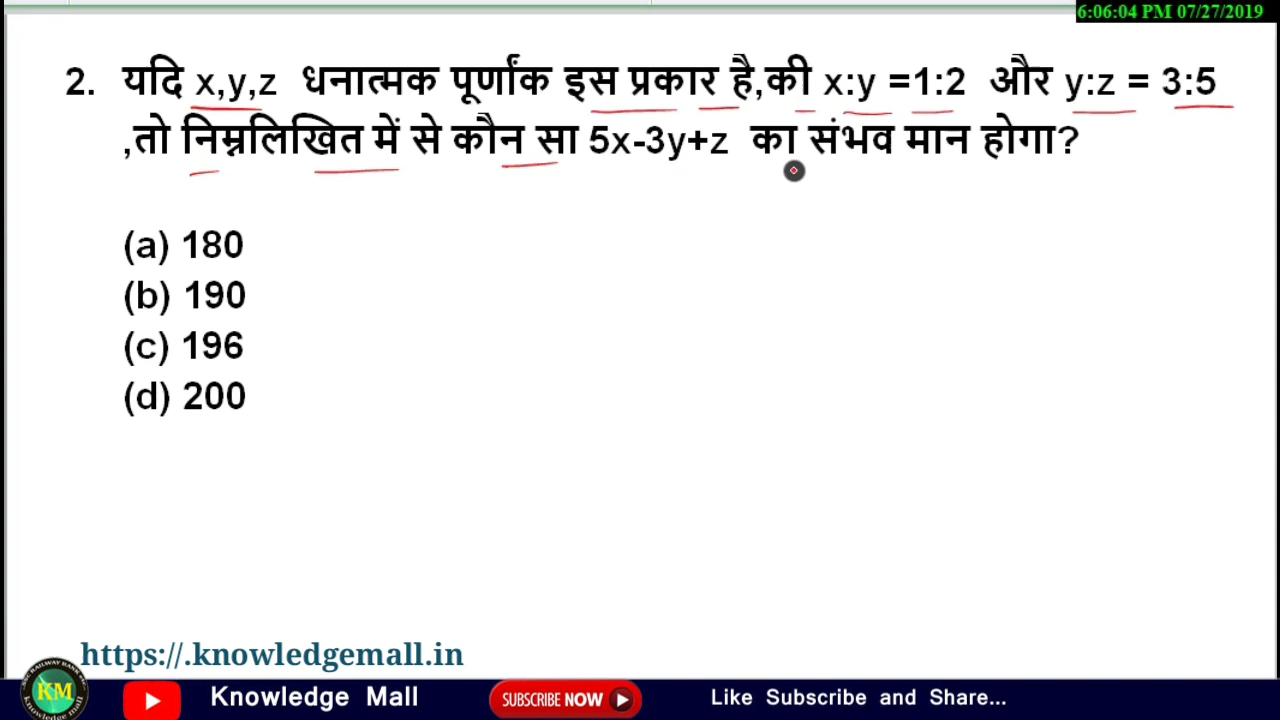 6:06:04 PM 07/27/2019
2. यदि x,y,z धनात्मक पूर्णांक इस प्रकार है,की x:y =1:2 और y:z = 3:5
,तो निम्नलिखित में से कौन सा 5x-3y+z का संभव मान होगा?
(a) 180
(b) 190
(c) 196
(d) 200
https://.knowledgemall.in
KM
Knowledge Mall
SUBSCRIBE NOW
Like Subscribe and Share...